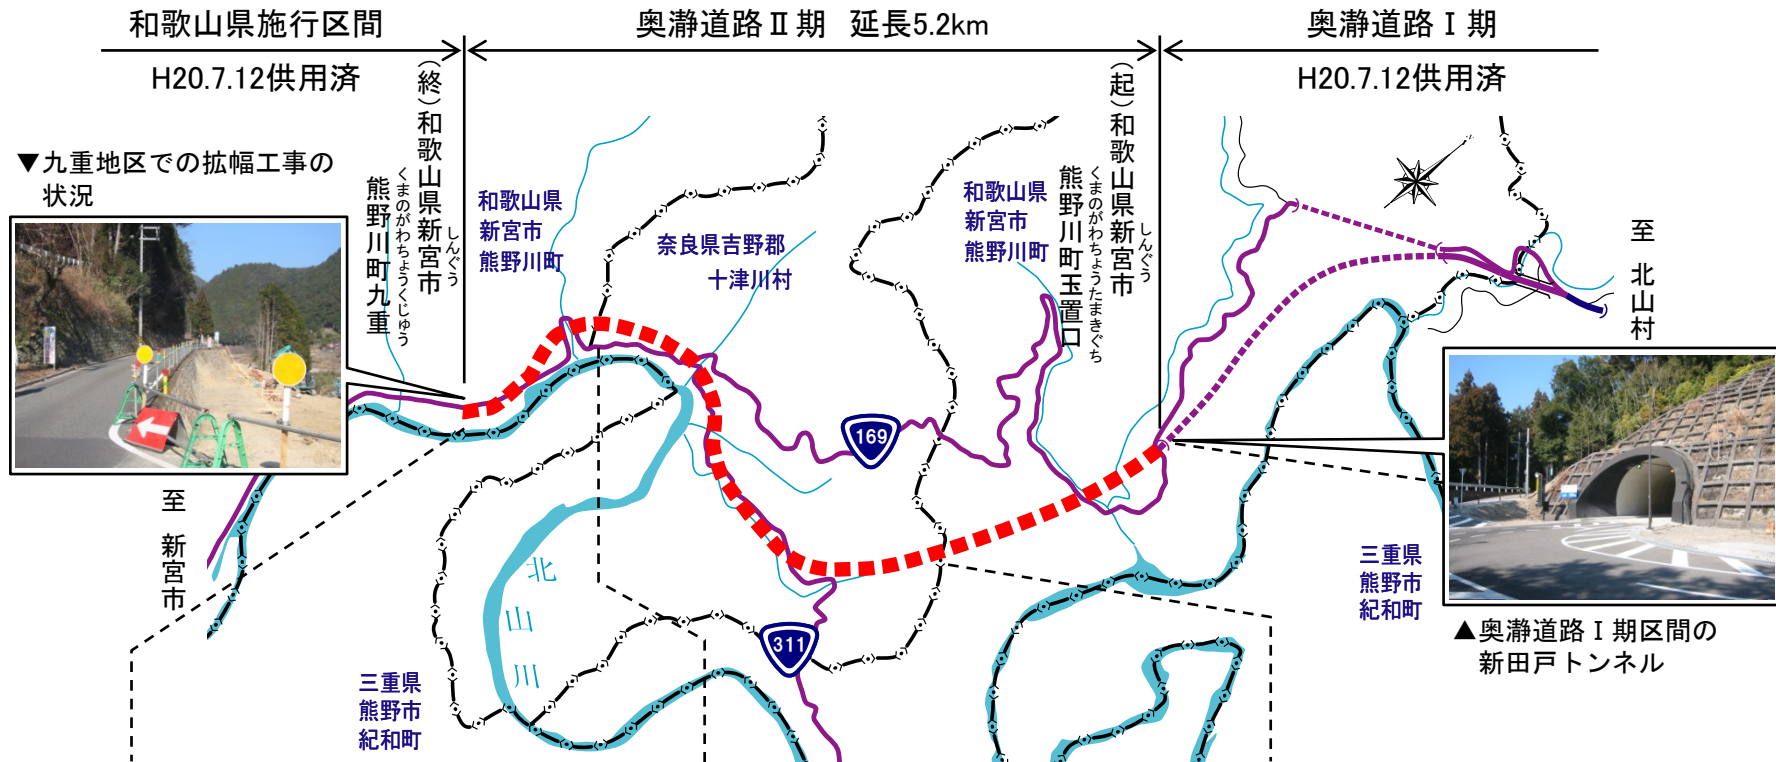 和歌山県施行区間
H20.7.12供用済
奥瀞道路Ⅱ期 延長5.2km
奥瀞道路Ⅰ期
H20.7.12供用済
▼九重地区での拡幅工事の
状況
(終)和歌山県新宮市
しんぐう
熊野川町九重
くまのがわちょうくじゅう
和歌山県
新宮市
熊野川町
奈良県吉野郡
十津川村
和歌山県
新宮市
熊野川町
(起)和歌山県新宮市
しんぐう
熊野川町玉置口
くまのがわちょうたまきぐち
至 北山村
169
至 新宮市
北山川
311
三重県
熊野市
紀和町
三重県
熊野市
紀和町
▲奥瀞道路Ⅰ期区間の
新田戸トンネル